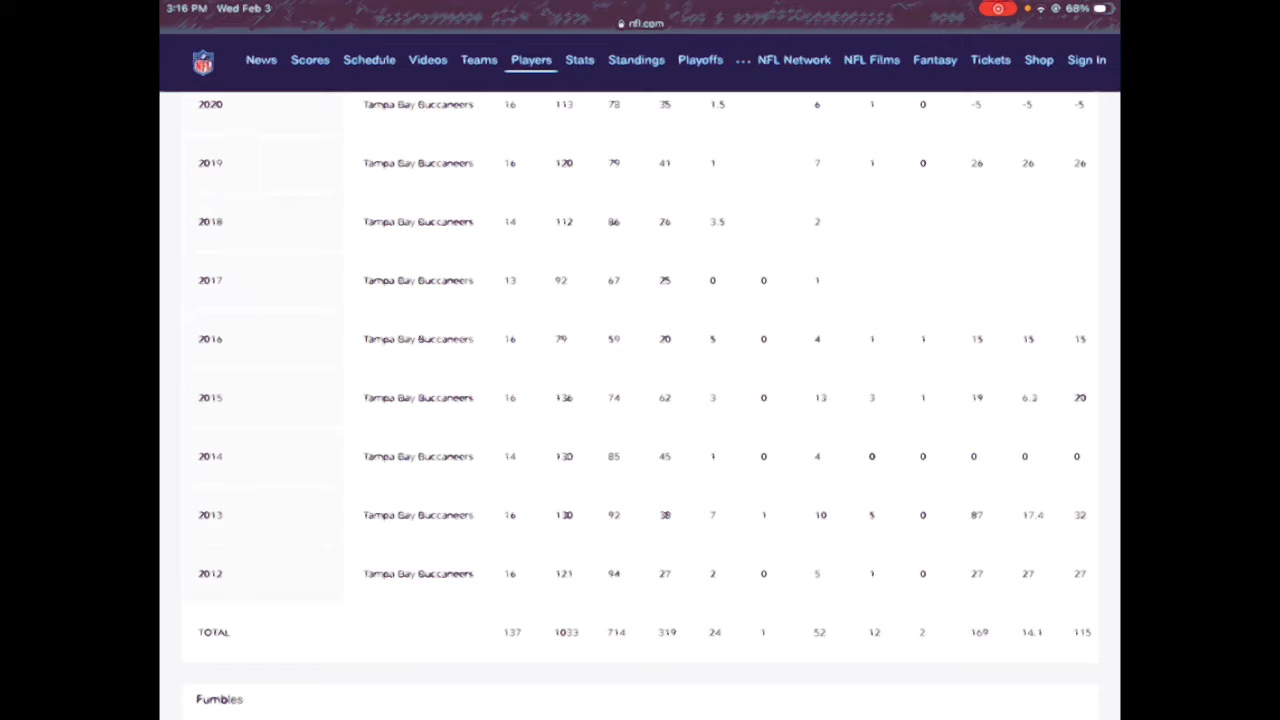 3:16 PM Wed Feb 3 68%
nfl.com
NFL News Scores Schedule Videos Teams Players Stats Standings Playoffs ... NFL Network NFL Films Fantasy Tickets Shop Sign In
2020 Tampa Bay Buccaneers 16 113 78 35 1.5 6 1 0 -5 -5 -5
2019 Tampa Bay Buccaneers 16 120 79 41 1 7 1 0 26 26 26
2018 Tampa Bay Buccaneers 14 112 86 26 3.5 2
2017 Tampa Bay Buccaneers 13 92 67 25 0 0 1
2016 Tampa Bay Buccaneers 16 79 59 20 5 0 4 1 1 15 15 15
2015 Tampa Bay Buccaneers 16 136 74 62 3 0 13 3 1 19 6.3 20
2014 Tampa Bay Buccaneers 14 130 85 45 1 0 4 0 0 0 0 0
2013 Tampa Bay Buccaneers 16 130 92 38 7 1 10 5 0 87 17.4 32
2012 Tampa Bay Buccaneers 16 121 94 27 2 0 5 1 0 27 27 27
TOTAL 137 1033 714 319 24 1 52 12 2 169 14.1 115
Fumbles